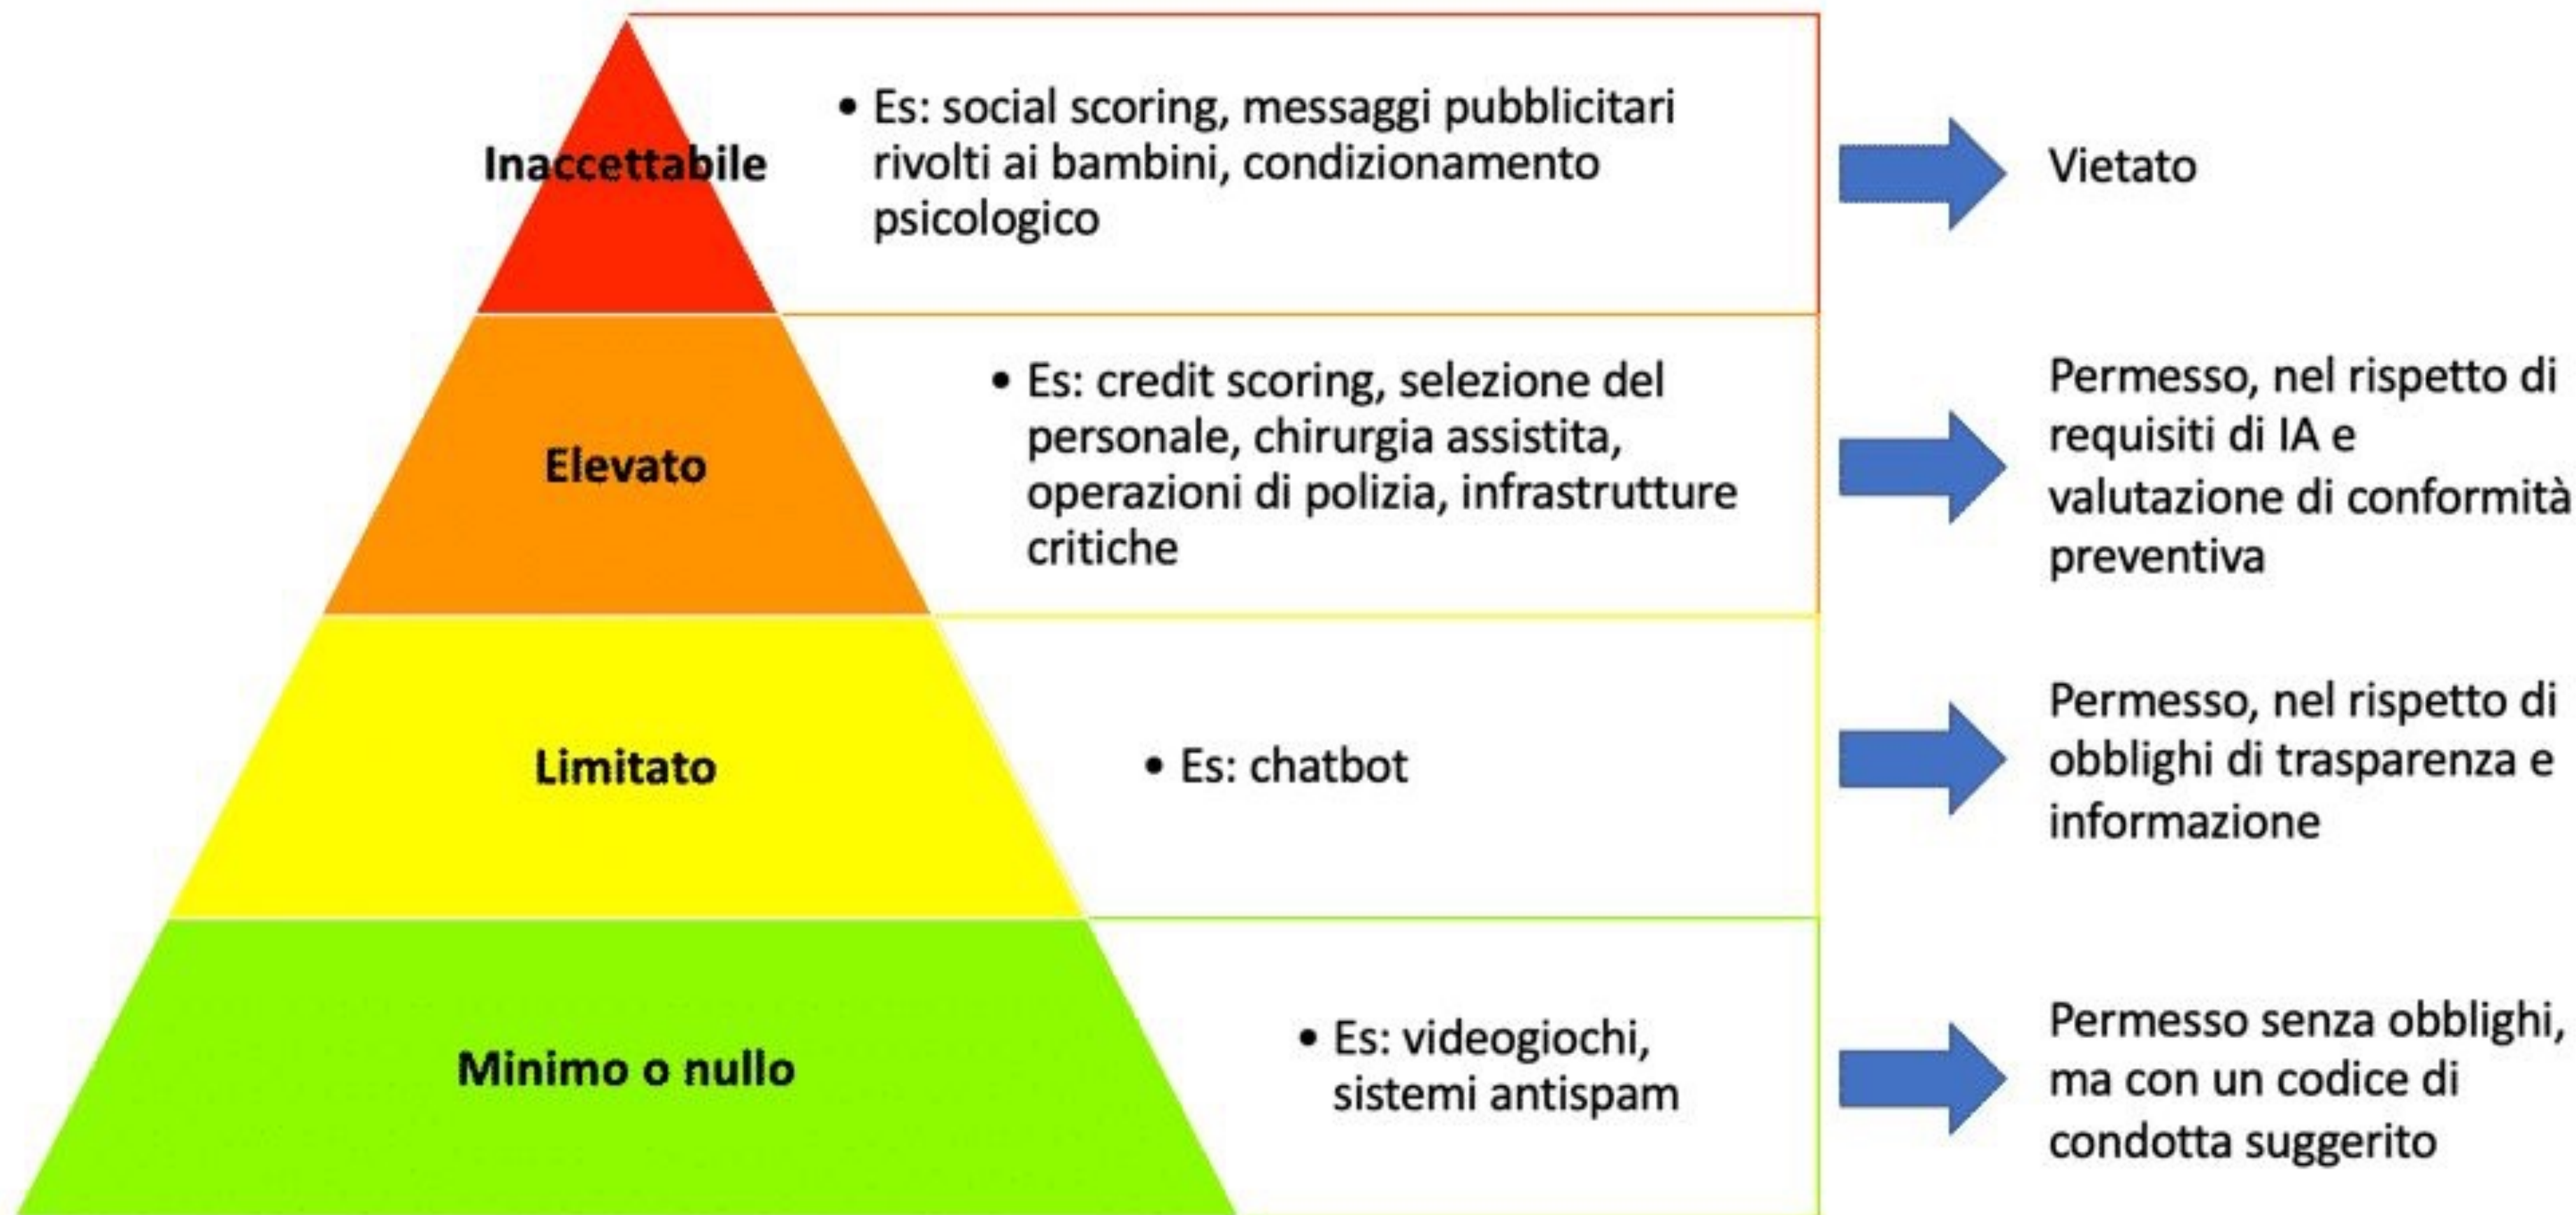 Inaccettabile
• Es: social scoring, messaggi pubblicitari
rivolti ai bambini, condizionamento
psicologico
Vietato
Elevato
• Es: credit scoring, selezione del
personale, chirurgia assistita,
operazioni di polizia, infrastrutture
critiche
Permesso, nel rispetto di
requisiti di IA e
valutazione di conformità
preventiva
Limitato
• Es: chatbot
Permesso, nel rispetto di
obblighi di trasparenza e
informazione
Minimo o nullo
• Es: videogiochi,
sistemi antispam
Permesso senza obblighi,
ma con un codice di
condotta suggerito